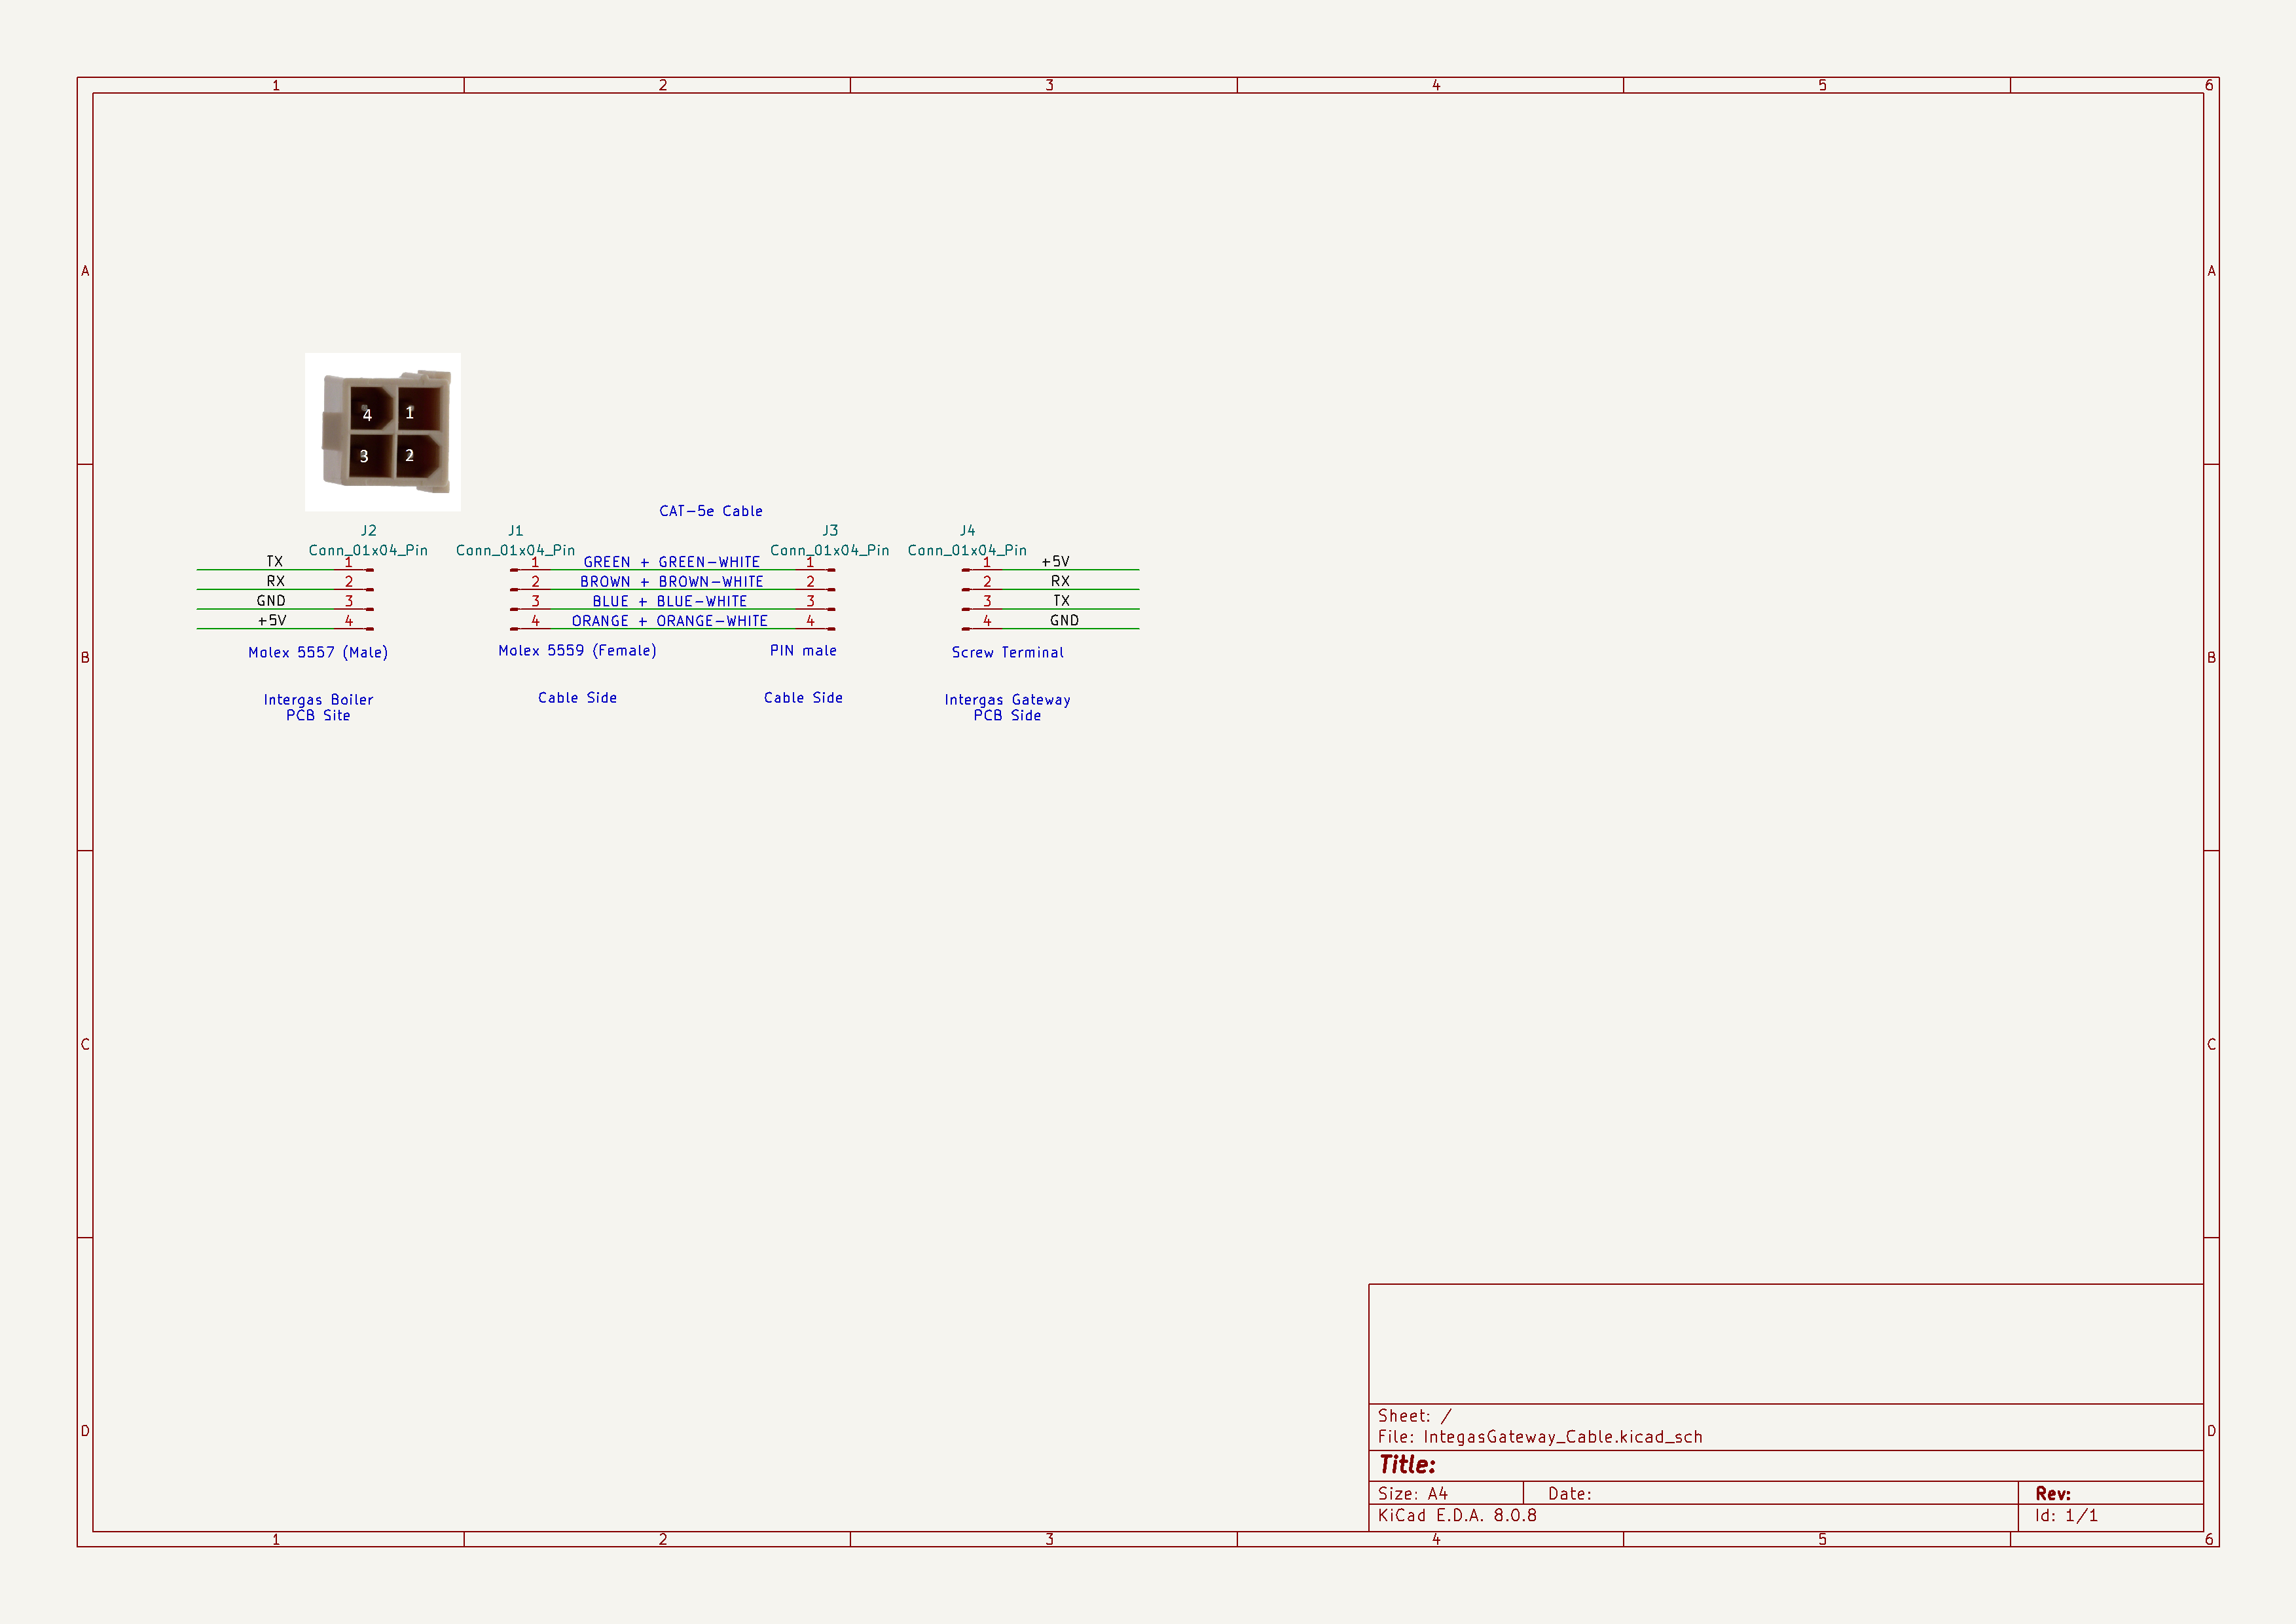 1 2 3 4 5 6
A A
4 1
3 2
CAT-5e Cable
J2 J1 J3 J4
Conn_01x04_Pin Conn_01x04_Pin Conn_01x04_Pin Conn_01x04_Pin
TX 1 1 GREEN + GREEN-WHITE 1 1 +5V
RX 2 2 BROWN + BROWN-WHITE 2 2 RX
GND 3 3 BLUE + BLUE-WHITE 3 3 TX
+5V 4 4 ORANGE + ORANGE-WHITE 4 4 GND
Molex 5557 (Male) Molex 5559 (Female) PIN male Screw Terminal
B B
Intergas Boiler Cable Side Cable Side Intergas Gateway
PCB Site PCB Side
C C
Sheet: /
File: IntegasGateway_Cable.kicad_sch
D D
Title:
Size: A4 Date: Rev:
KiCad E.D.A. 8.0.8 Id: 1/1
1 2 3 4 5 6